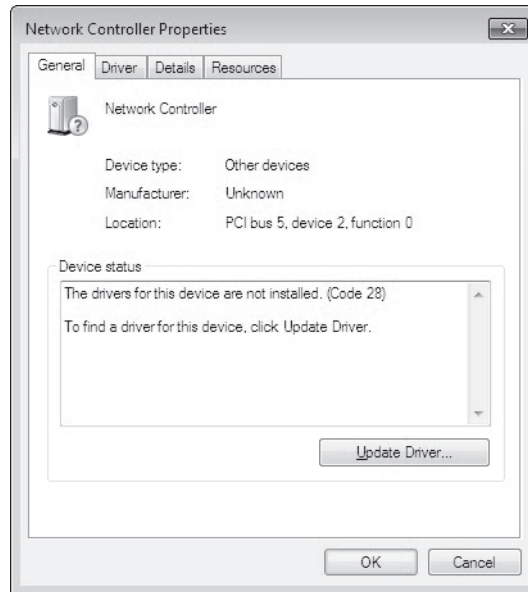 Network Controller Properties
General Driver Details Resources
Network Controller
Device type: Other devices
Manufacturer: Unknown
Location: PCI bus 5, device 2, function 0
Device status
The drivers for this device are not installed. (Code 28)
To find a driver for this device, click Update Driver.
Update Driver...
OK Cancel